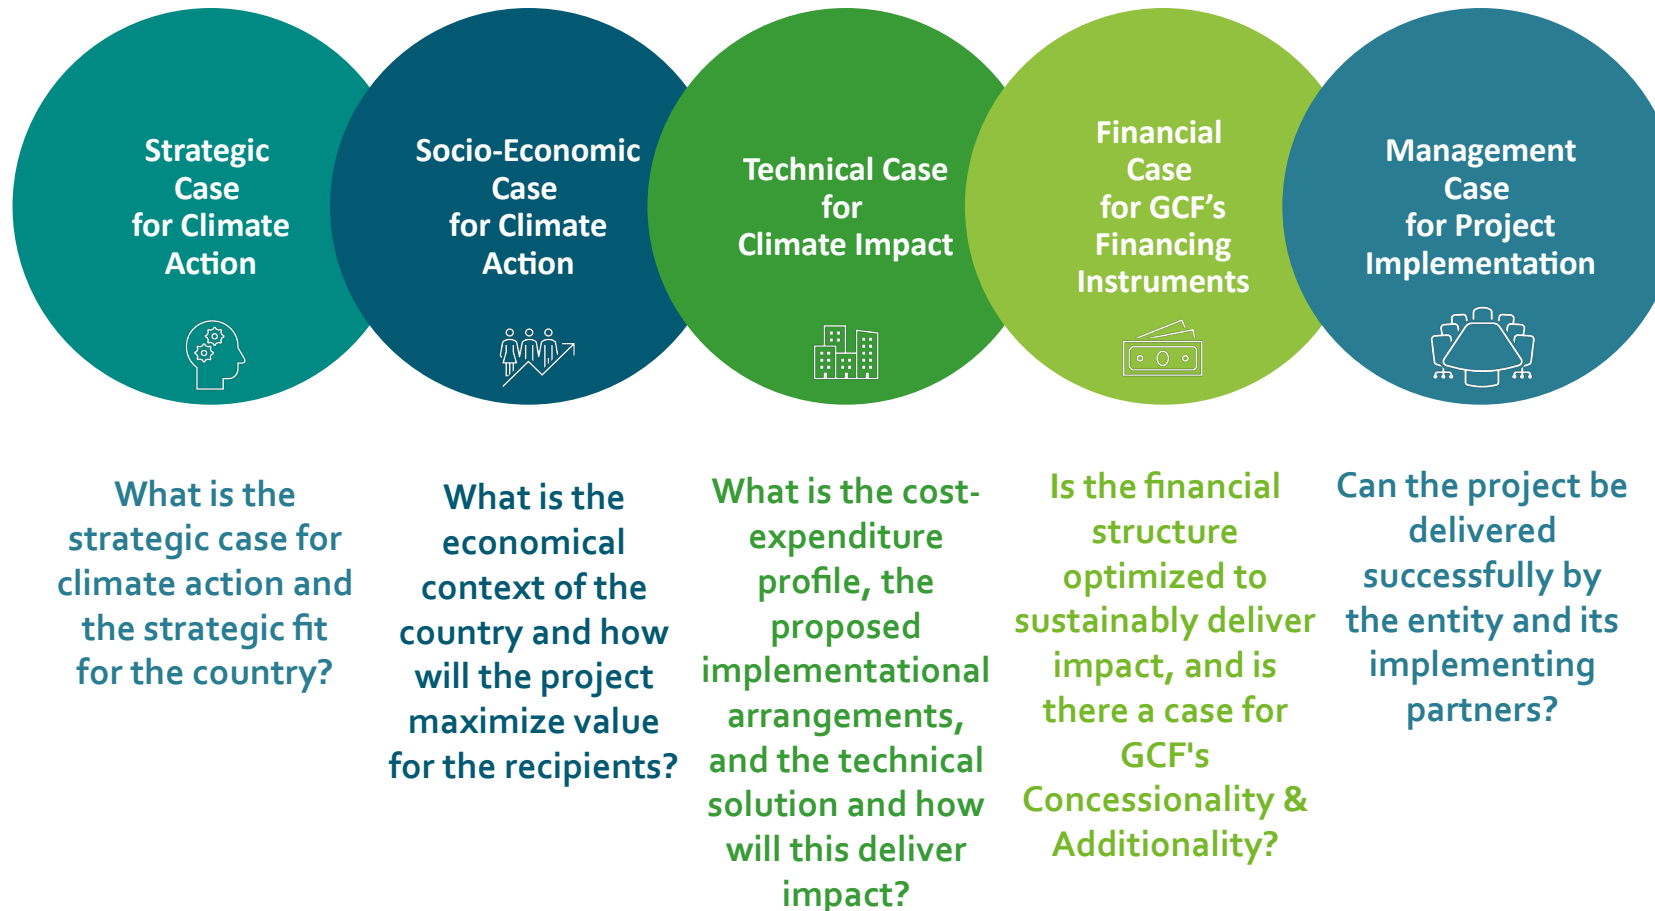 Strategic
Case
for Climate
Action
Socio-Economic
Case
for Climate
Action
Technical Case
for
Climate Impact
Financial
Case
for GCF’s
Financing
Instruments
Management
Case
for Project
Implementation
What is the
strategic case for
climate action and
the strategic fit
for the country?
What is the
economical
context of the
country and how
will the project
maximize value
for the recipients?
What is the cost-
expenditure
profile, the
proposed
implementational
arrangements,
and the technical
solution and how
will this deliver
impact?
Is the financial
structure
optimized to
sustainably deliver
impact, and is
there a case for
GCF's
Concessionality &
Additionality?
Can the project be
delivered
successfully by
the entity and its
implementing
partners?